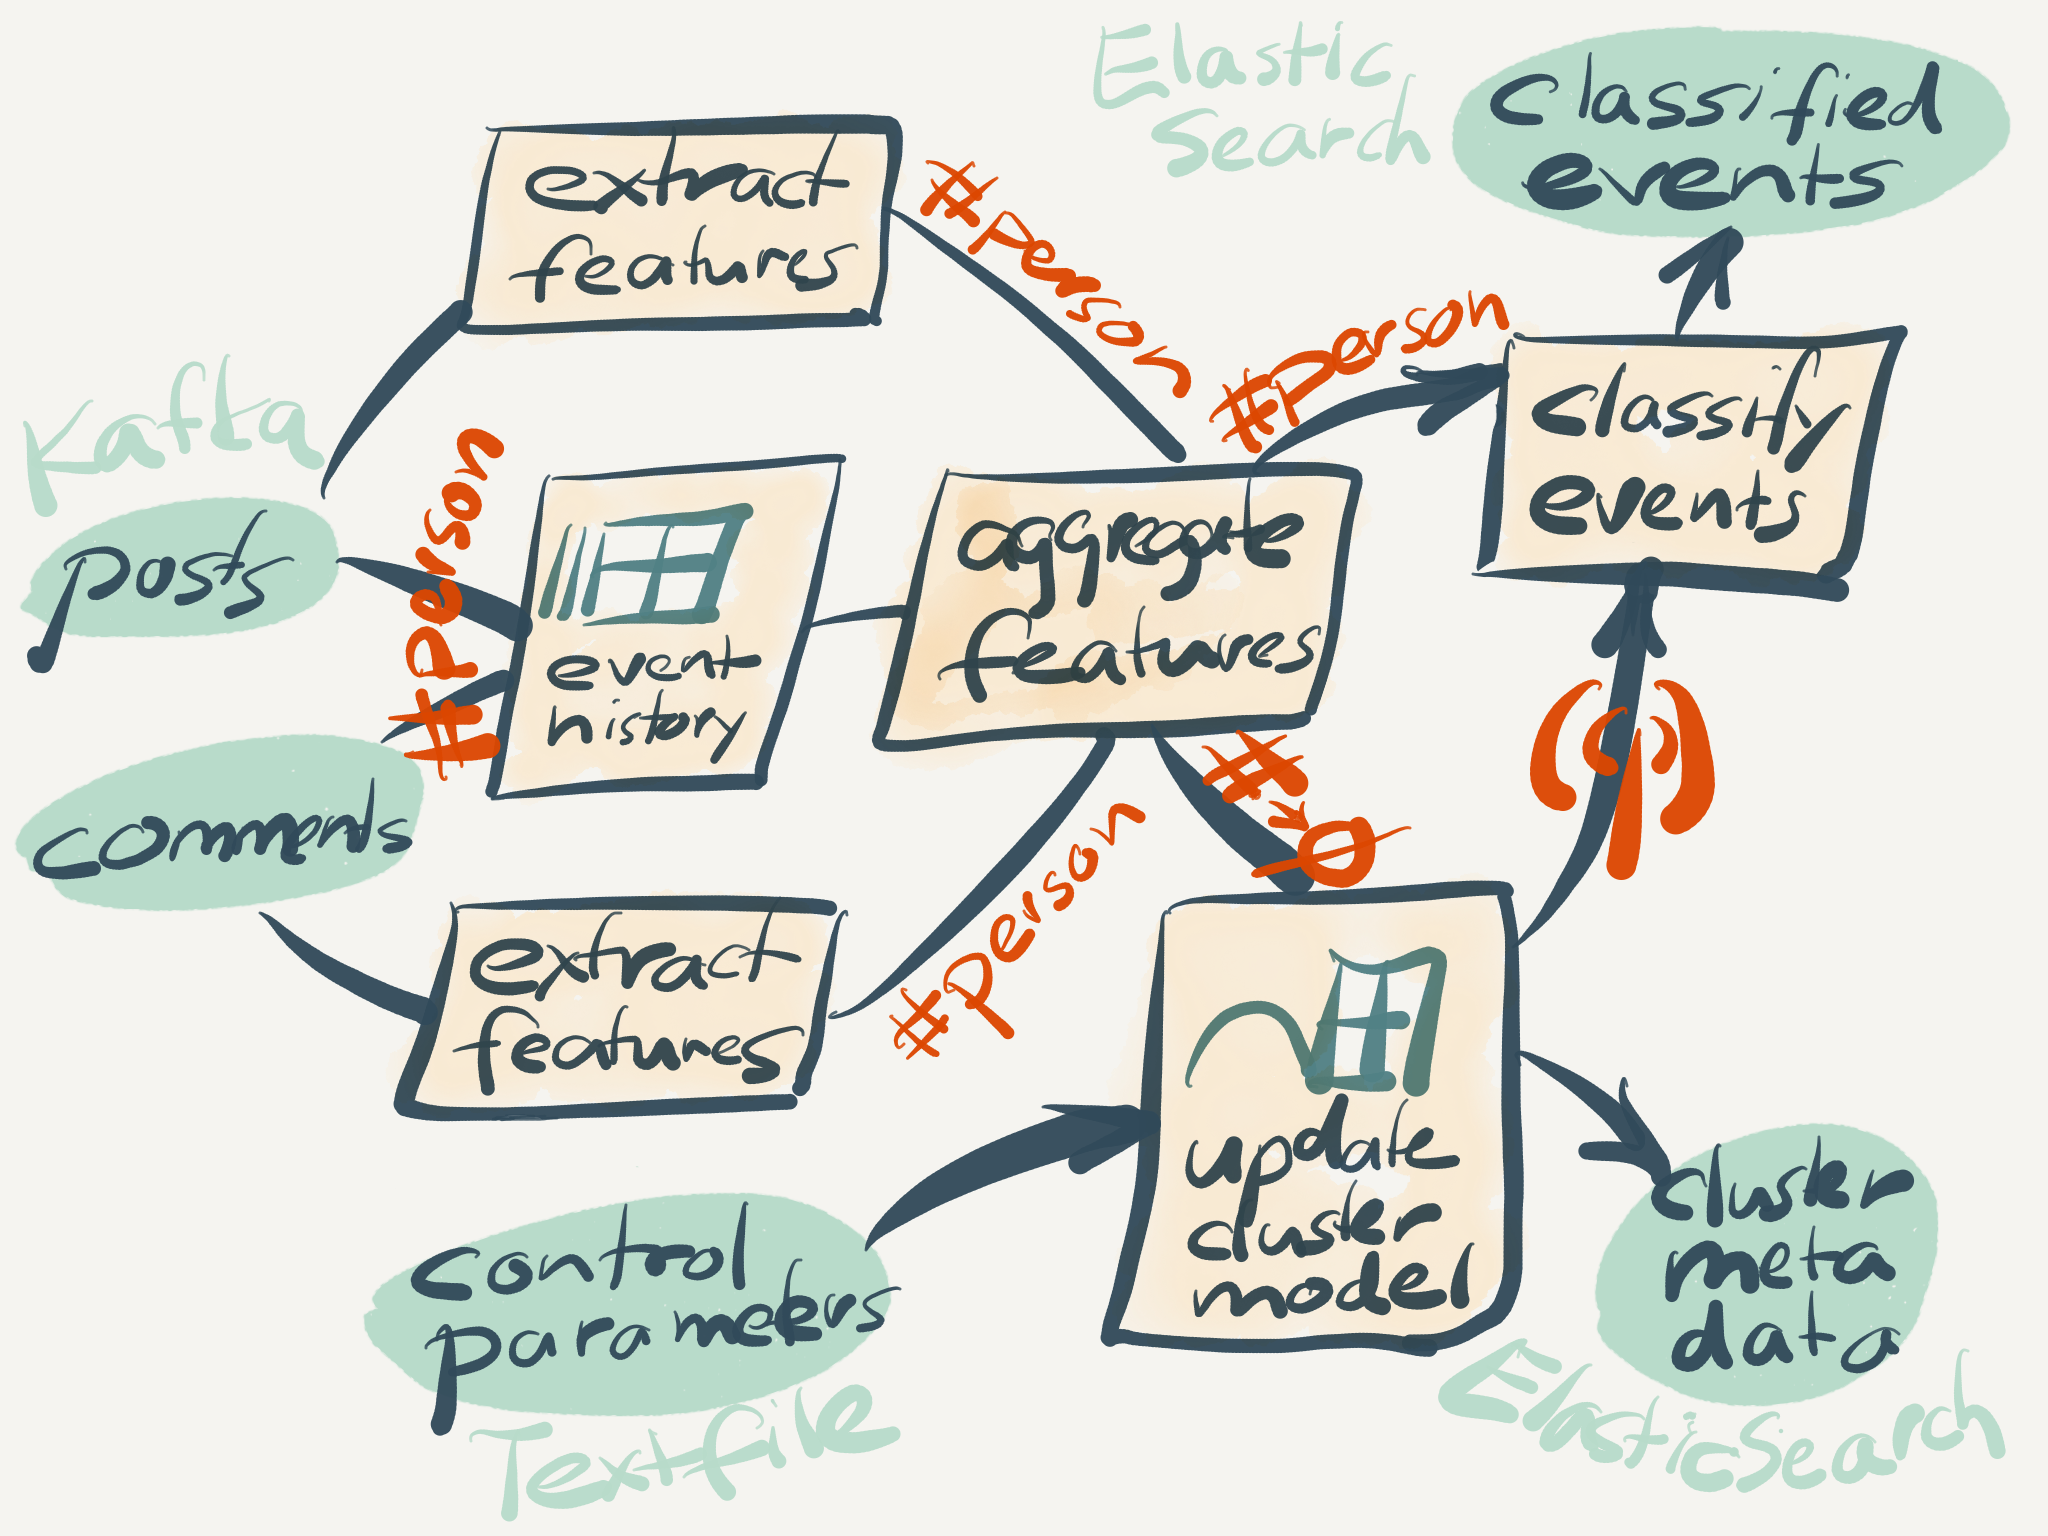 Elastic
Search
classified
events
extract
features
#person
#person
Kafka
posts
#person
event
history
aggregate
features
classify
events
comments
#person
#
extract
features
control
parameters
Textfile
update
cluster
model
cluster
meta
data
ElasticSearch